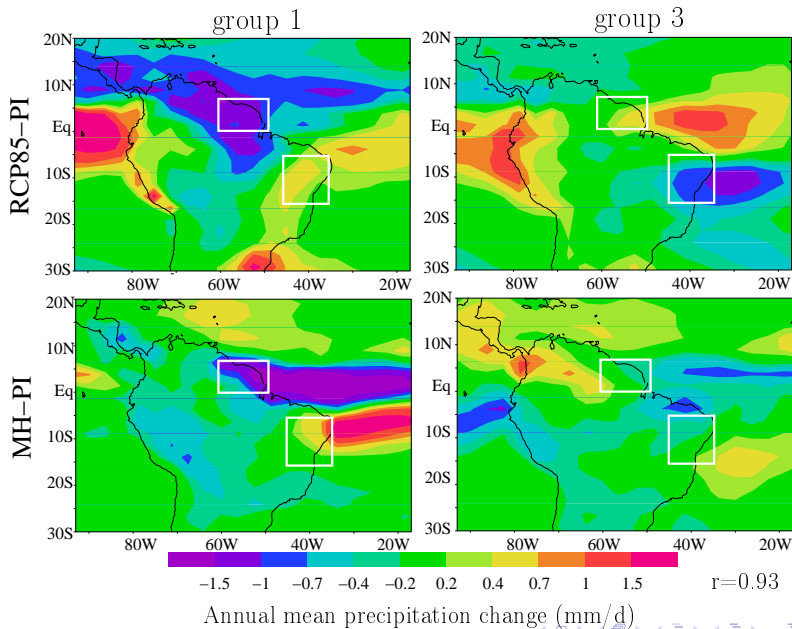 group 1
group 3
RCP85−PI
20N
10N
Eq
10S
20S
30S
80W 60W 40W 20W
20N
10N
Eq
10S
20S
30S
80W 60W 40W 20W
MH−PI
20N
10N
Eq
10S
20S
30S
80W 60W 40W 20W
20N
10N
Eq
10S
20S
30S
80W 60W 40W 20W
−1.5 −1 −0.7 −0.4 −0.2 0.2 0.4 0.7 1 1.5
r=0.93
Annual mean precipitation change (mm/d)